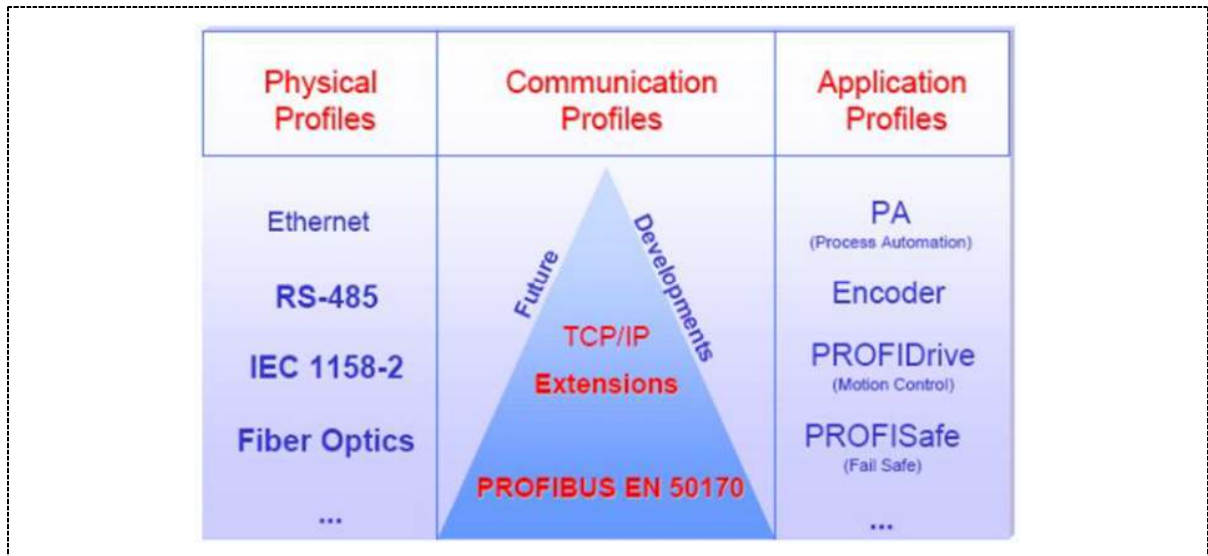 Physical
Profiles
Communication
Profiles
Application
Profiles
Ethernet
RS-485
IEC 1158-2
Fiber Optics
...
Future
Developments
TCP/IP
Extensions
PROFIBUS EN 50170
PA
(Process Automation)
Encoder
PROFIDrive
(Motion Control)
PROFISafe
(Fail Safe)
...